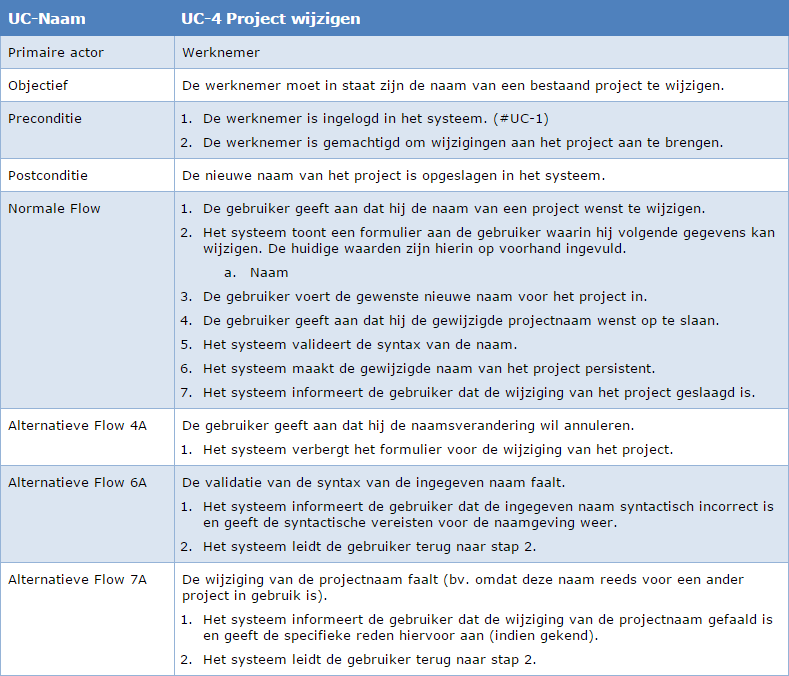 UC-Naam UC-4 Project wijzigen
Primaire actor Werknemer
Objectief De werknemer moet in staat zijn de naam van een bestaand project te wijzigen.
Preconditie 1. De werknemer is ingelogd in het systeem. (#UC-1)
2. De werknemer is gemachtigd om wijzigingen aan het project aan te brengen.
Postconditie De nieuwe naam van het project is opgeslagen in het systeem.
Normale Flow 1. De gebruiker geeft aan dat hij de naam van een project wenst te wijzigen.
2. Het systeem toont een formulier aan de gebruiker waarin hij volgende gegevens kan
wijzigen. De huidige waarden zijn hierin op voorhand ingevuld.
a. Naam
3. De gebruiker voert de gewenste nieuwe naam voor het project in.
4. De gebruiker geeft aan dat hij de gewijzigde projectnaam wenst op te slaan.
5. Het systeem valideert de syntax van de naam.
6. Het systeem maakt de gewijzigde naam van het project persistent.
7. Het systeem informeert de gebruiker dat de wijziging van het project geslaagd is.
Alternatieve Flow 4A De gebruiker geeft aan dat hij de naamsverandering wil annuleren.
1. Het systeem verbergt het formulier voor de wijziging van het project.
Alternatieve Flow 6A De validatie van de syntax van de ingegeven naam faalt.
1. Het systeem informeert de gebruiker dat de ingegeven naam syntactisch incorrect is
en geeft de syntactische vereisten voor de naamgeving weer.
2. Het systeem leidt de gebruiker terug naar stap 2.
Alternatieve Flow 7A De wijziging van de projectnaam faalt (bv. omdat deze naam reeds voor een ander
project in gebruik is).
1. Het systeem informeert de gebruiker dat de wijziging van de projectnaam gefaald is
en geeft de specifieke reden hiervoor aan (indien gekend).
2. Het systeem leidt de gebruiker terug naar stap 2.